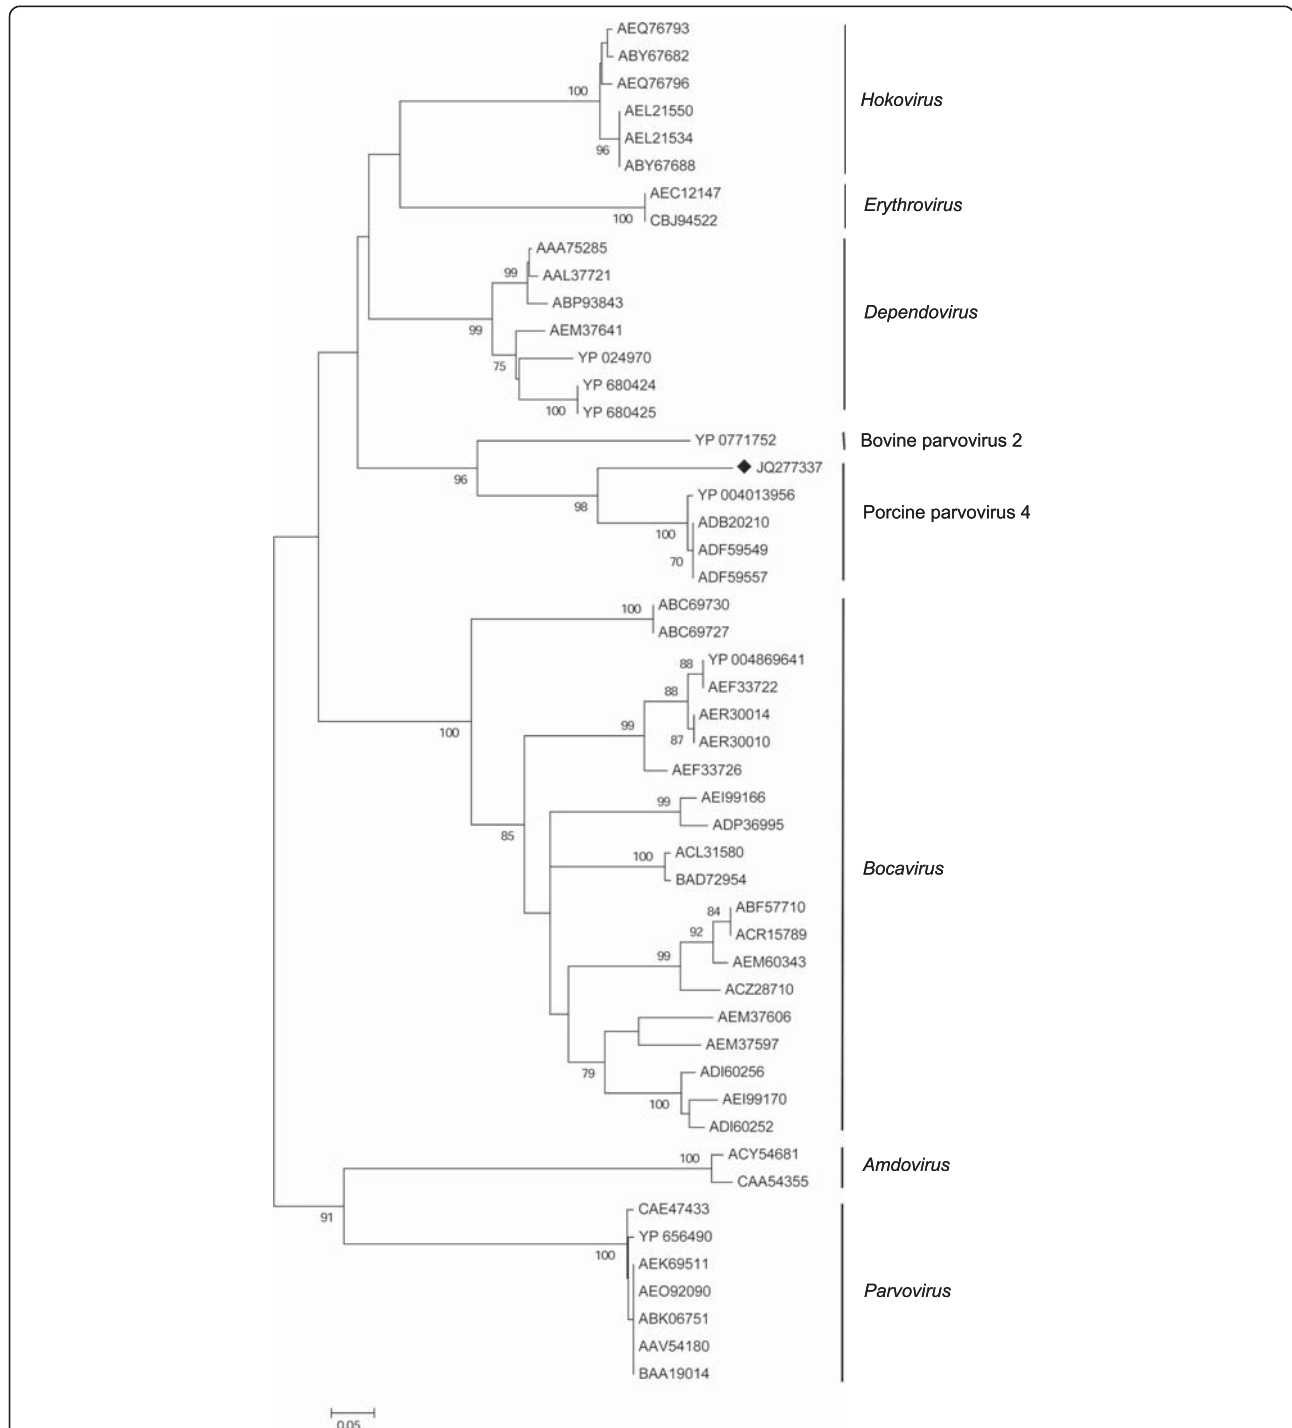 AEQ76793
ABY67682
AEQ76796
100
AEL21550
AEL21534
96
ABY67688
Hokovirus
AEC12147
100
CBJ94522
Erythrovirus
AAA75285
99
AAL37721
ABP93843
99
AEM37641
75
YP 024970
YP 680424
100
YP 680425
Dependovirus
YP 0771752
Bovine parvovirus 2
96
JQ277337
98
YP 004013956
ADB20210
100
ADF59549
70
ADF59557
Porcine parvovirus 4
100
ABC69730
ABC69727
88
YP 004869641
AEF33722
88
AER30014
99
87
AER30010
100
AEF33726
99
AEI99166
ADP36995
85
100
ACL31580
BAD72954
Bocavirus
84
ABF57710
ACR15789
92
AEM60343
99
ACZ28710
AEM37606
AEM37597
79
ADI60256
100
AEI99170
ADI60252
100
ACY54681
CAA54355
Amdovirus
91
CAE47433
YP 656490
100
AEK69511
AEO92090
ABK06751
AAV54180
BAA19014
Parvovirus
0.05